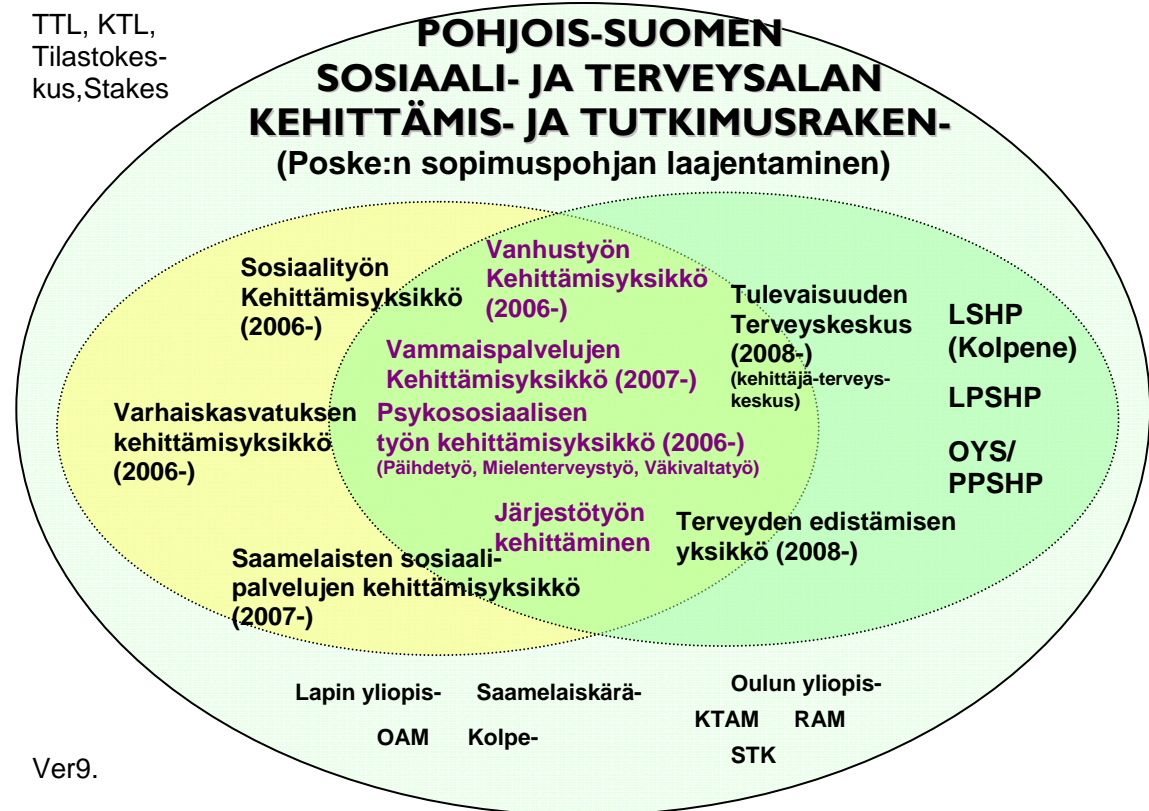 TTL, KTL,
Tilastokes-
kus,Stakes
POHJOIS-SUOMEN
SOSIAALI- JA TERVEYSALAN
KEHITTÄMIS- JA TUTKIMUSRAKEN-
(Poske:n sopimuspohjan laajentaminen)
Sosiaalityön
Kehittämisyksikkö
(2006-)
Vanhustyön
Kehittämisyksikkö
(2006-)
Tulevaisuuden
Terveyskeskus
(2008-)
(kehittäjä-terveys-
keskus)
LSHP
(Kolpene)
LPSHP
OYS/
PPSHP
Vammaispalvelujen
Kehittämisyksikkö (2007-)
Varhaiskasvatuksen
kehittämisyksikkö
(2006-)
Psykososiaalisen
työn kehittämisyksikkö (2006-)
(Päihdetyö, Mielenterveystyö, Väkivaltatyö)
Järjestötyön
kehittäminen
Terveyden edistämisen
yksikkö (2008-)
Saamelaisten sosiaali-
palvelujen kehittämisyksikkö
(2007-)
Lapin yliopis-
Saamelaiskärä-
Oulun yliopis-
OAM
Kolpe-
KTAM
RAM
STK
Ver9.